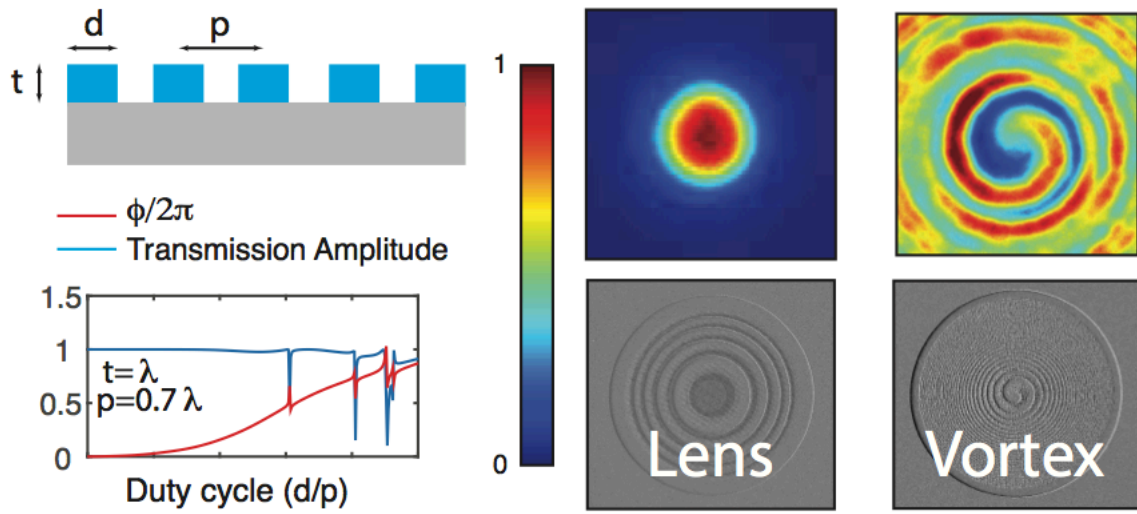 d
p
t
ϕ/2π
Transmission Amplitude
1.5
1
0.5
0
t=λ
p=0.7 λ
Duty cycle (d/p)
1
0
Lens
Vortex